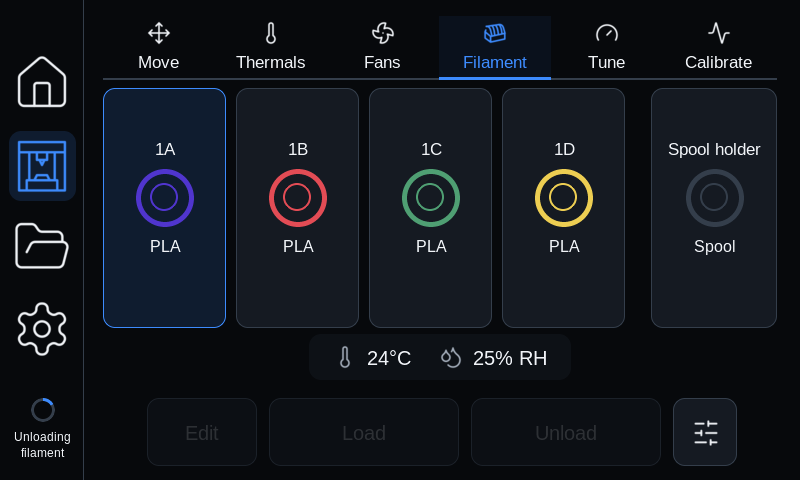 Move
Thermals
Fans
Filament
Tune
Calibrate
1A
1B
1C
1D
Spool holder
PLA
PLA
PLA
PLA
Spool
24°C
25% RH
Edit
Load
Unload
Unloading
filament